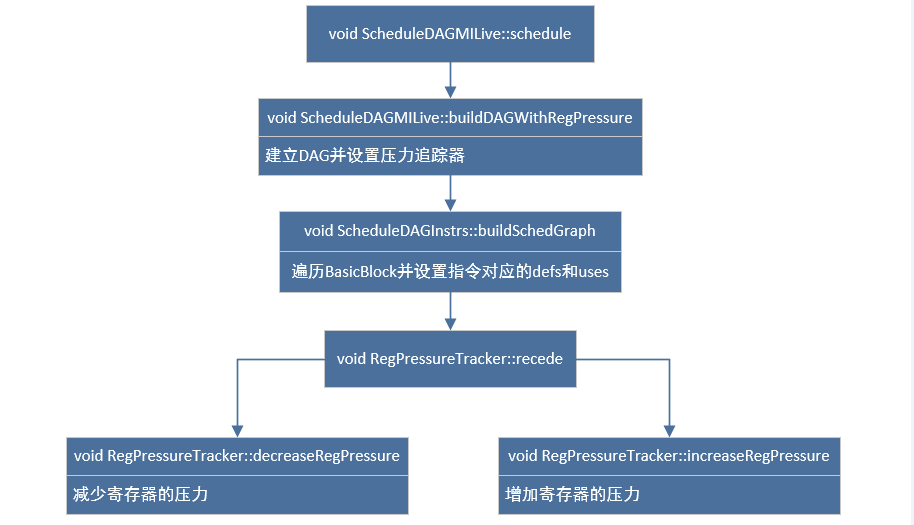 void ScheduleDAGMILive::schedule
void ScheduleDAGMILive::buildDAGWithRegPressure
建立DAG并设置压力追踪器
void ScheduleDAGInstrs::buildSchedGraph
遍历BasicBlock并设置指令对应的defs和uses
void RegPressureTracker::recede
void RegPressureTracker::decreaseRegPressure
减少寄存器的压力
void RegPressureTracker::increaseRegPressure
增加寄存器的压力